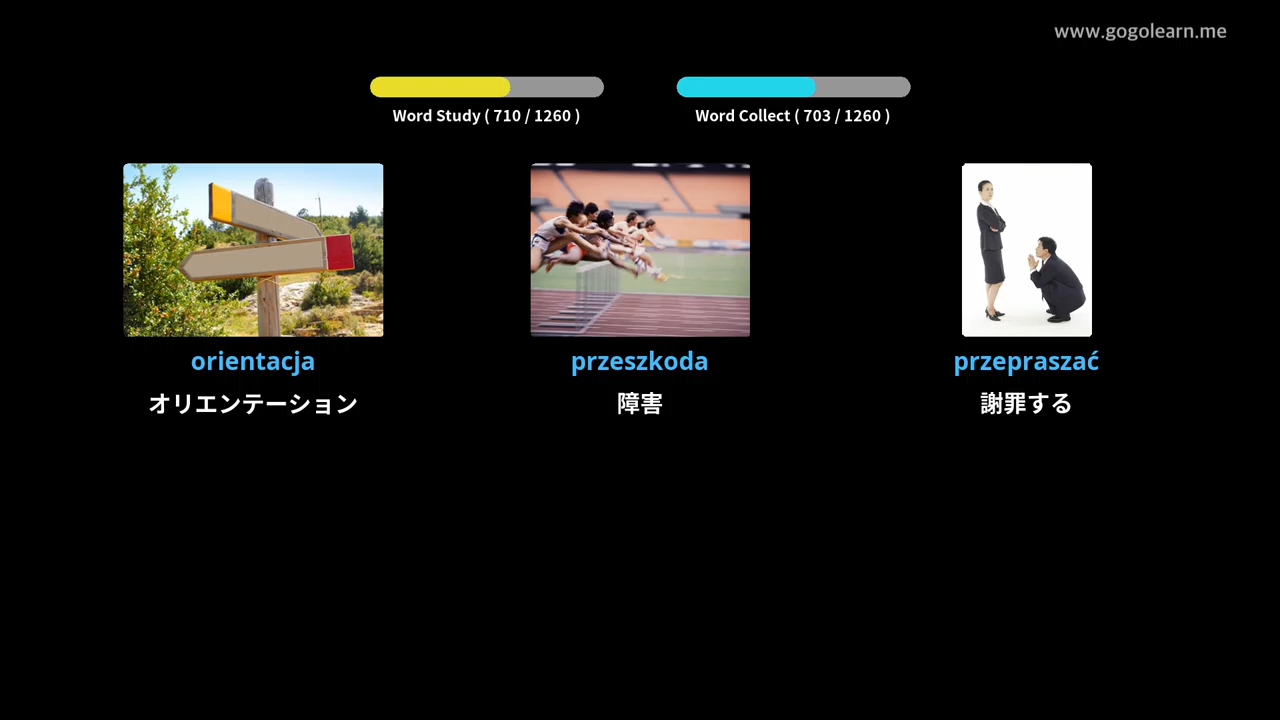 www.gogolearn.me
Word Study ( 710 / 1260 )
Word Collect ( 703 / 1260 )
orientacja
przeszkoda
przepraszać
オリエンテーション
障害
謝罪する